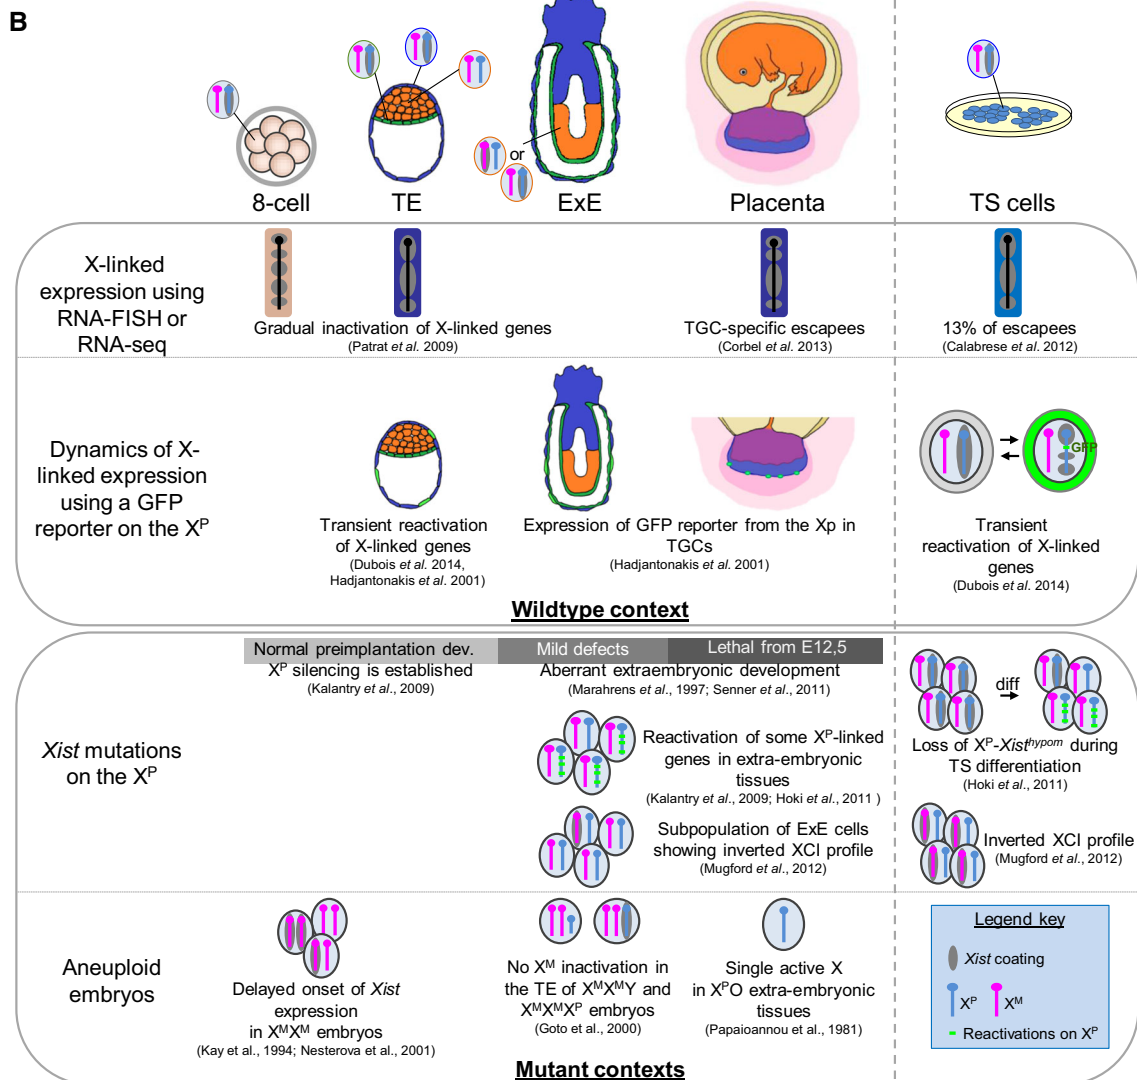 B
or
8-cell
TE
ExE
Placenta
TS cells
X-linked
expression using
RNA-FISH or
RNA-seq
Gradual inactivation of X-linked genes
(Patrat et al. 2009)
TGC-specific escapees
(Corbel et al. 2013)
13% of escapees
(Calabrese et al. 2012)
Dynamics of X-
linked expression
using a GFP
reporter on the Xᴾ
Transient reactivation
of X-linked genes
(Dubois et al. 2014,
Hadjantonakis et al. 2001)
Expression of GFP reporter from the Xp in
TGCs
(Hadjantonakis et al. 2001)
GFP
Transient
reactivation of X-linked
genes
(Dubois et al. 2014)
Wildtype context
Normal preimplantation dev.
Mild defects
Lethal from E12,5
Xᴾ silencing is established
(Kalantry et al., 2009)
Aberrant extraembryonic development
(Marahrens et al., 1997; Senner et al., 2011)
Xist mutations
on the Xᴾ
Reactivation of some Xᴾ-linked
genes in extra-embryonic
tissues
(Kalantry et al., 2009; Hoki et al., 2011 )
Subpopulation of ExE cells
showing inverted XCI profile
(Mugford et al., 2012)
diff
Loss of Xᴾ-Xisthypom during
TS differentiation
(Hoki et al., 2011)
Inverted XCI profile
(Mugford et al., 2012)
Aneuploid
embryos
Delayed onset of Xist
expression
in XᴹXᴹ embryos
(Kay et al., 1994; Nesterova et al., 2001)
No Xᴹ inactivation in
the TE of XᴹXᴹY and
XᴹXᴹXᴾ embryos
(Goto et al., 2000)
Single active X
in XᴾO extra-embryonic
tissues
(Papaioannou et al., 1981)
Legend key
Xist coating
Xᴾ Xᴹ
Reactivations on Xᴾ
Mutant contexts